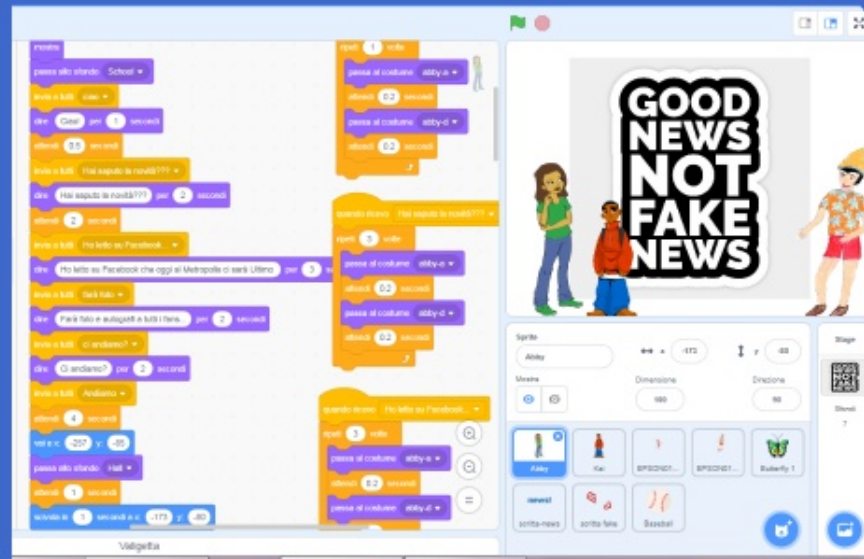 mostra
passa allo sfondo School
invia a tutti ciao
dire Ciao! per 1 secondi
attendi 0.5 secondi
invia a tutti Hai saputo la novità???
dire Hai saputo la novità??? per 2 secondi
attendi 2 secondi
invia a tutti Ho letto su Facebook...
dire Ho letto su Facebook che oggi al Metropolis ci sarà Ultimo per 3
invia a tutti farà foto
dire Farà foto e autografi a tutti i fans... per 2 secondi
invia a tutti ci andiamo?
dire Ci andiamo? per 2 secondi
invia a tutti Andiamo
attendi 4 secondi
vai a x: -257 y: -85
passa allo sfondo Hall
attendi 1 secondi
scivola in 1 secondi a x: -173 y: -80
ripeti 1 volte
passa al costume abby-a
attendi 0.2 secondi
passa al costume abby-d
attendi 0.2 secondi
quando ricevo Hai saputo la novità???
ripeti 3 volte
passa al costume abby-a
attendi 0.2 secondi
passa al costume abby-d
attendi 0.2 secondi
quando ricevo Ho letto su Facebook...
ripeti 3 volte
passa al costume abby-a
attendi 0.2 secondi
passa al costume abby-d
Valigetta
GOOD
NEWS
NOT
FAKE
NEWS
Sprite
Abby
x -173
y -80
Mostra
Dimensione
100
Direzione
90
Abby
Kai
Butterfly 1
news!
scritta-news
scritta fake
Baseball
Stage
Sfondi
7